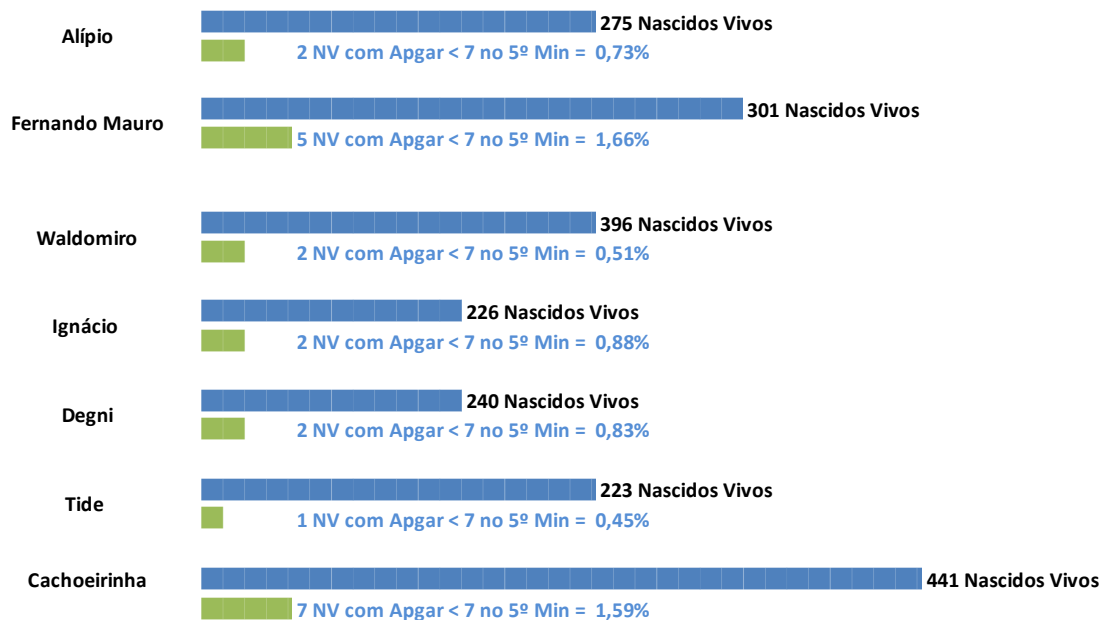 275 Nascidos Vivos
Alípio
2 NV com Apgar < 7 no 5º Min = 0,73%
301 Nascidos Vivos
Fernando Mauro
5 NV com Apgar < 7 no 5º Min = 1,66%
396 Nascidos Vivos
Waldomiro
2 NV com Apgar < 7 no 5º Min = 0,51%
226 Nascidos Vivos
Ignácio
2 NV com Apgar < 7 no 5º Min = 0,88%
240 Nascidos Vivos
Degni
2 NV com Apgar < 7 no 5º Min = 0,83%
223 Nascidos Vivos
Tide
1 NV com Apgar < 7 no 5º Min = 0,45%
441 Nascidos Vivos
Cachoeirinha
7 NV com Apgar < 7 no 5º Min = 1,59%